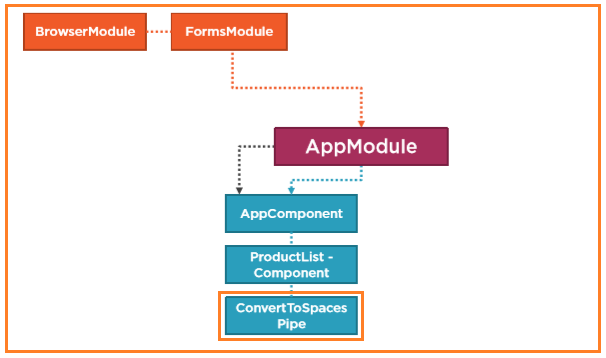 BrowserModule
FormsModule
AppModule
AppComponent
ProductList -
Component
ConvertToSpaces
Pipe